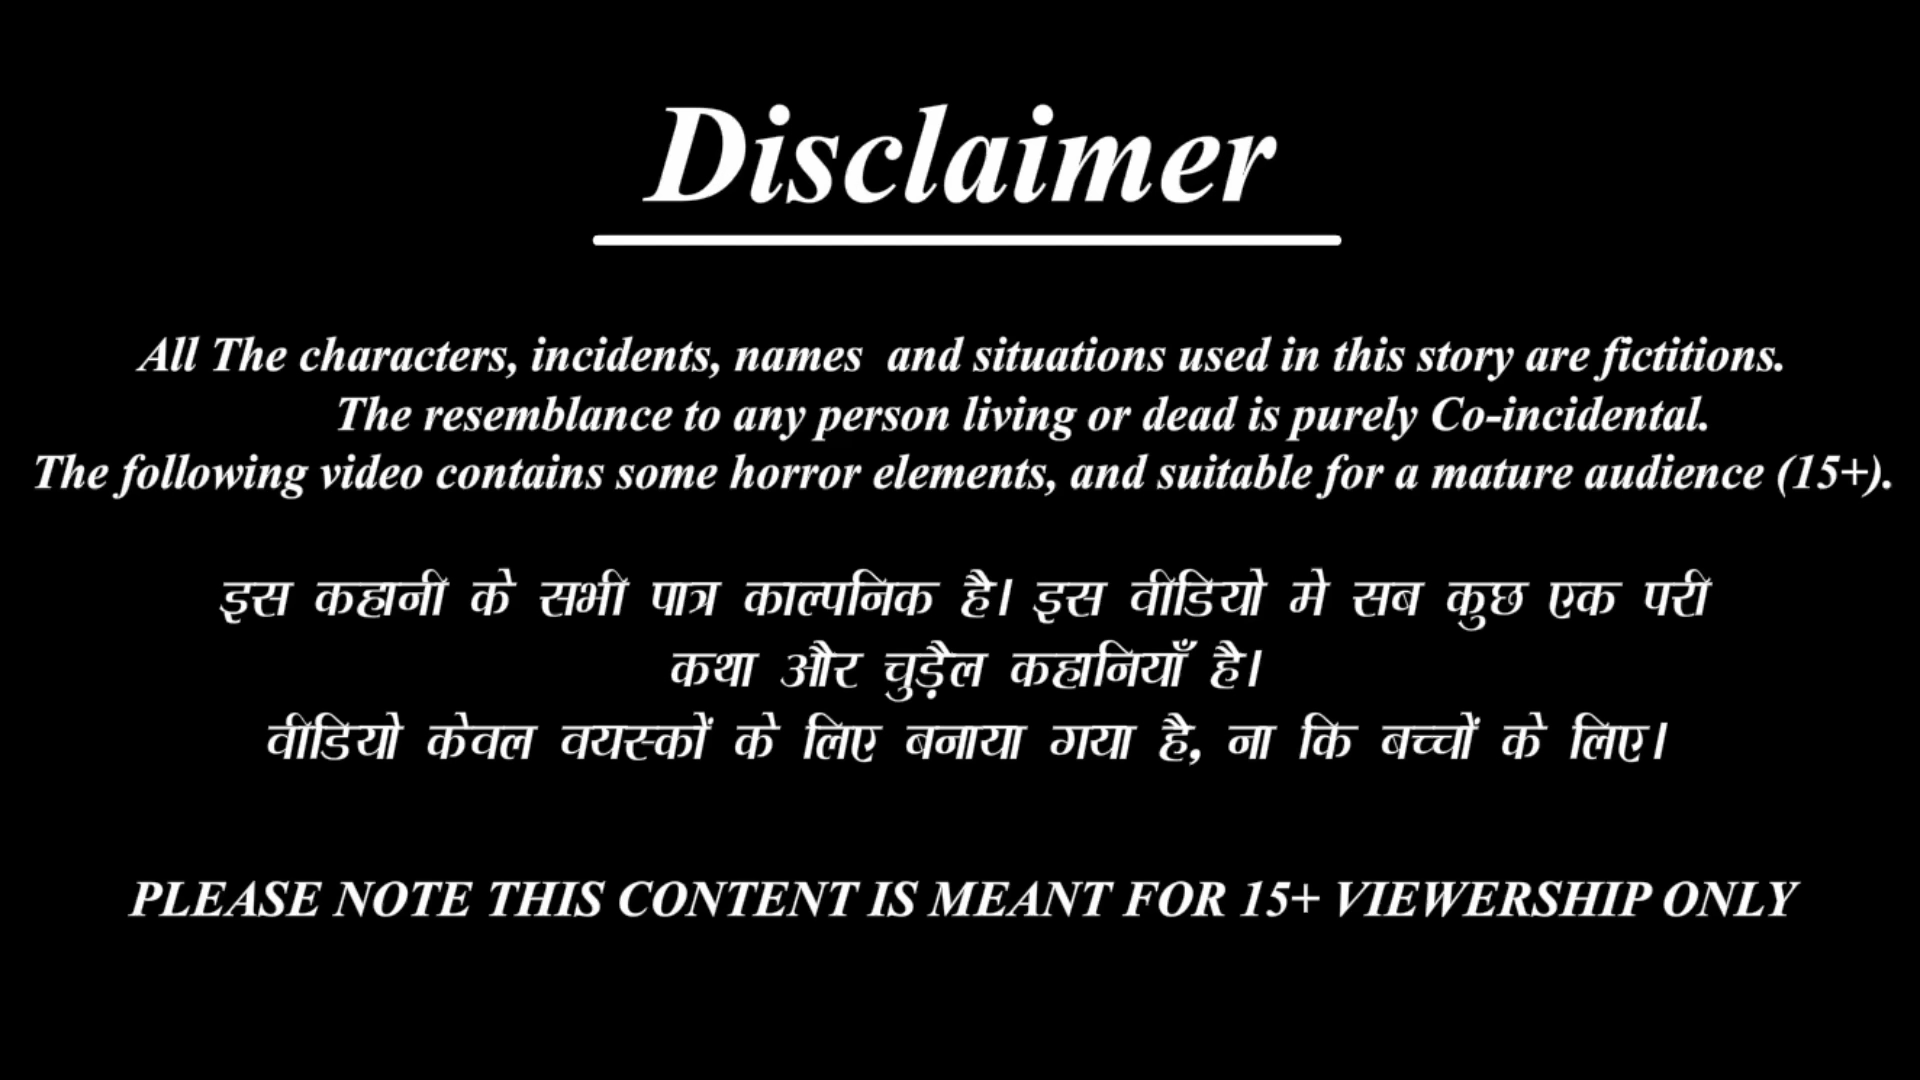 Disclaimer
All The characters, incidents, names and situations used in this story are fictitions.
The resemblance to any person living or dead is purely Co-incidental.
The following video contains some horror elements, and suitable for a mature audience (15+).
इस कहानी के सभी पात्र काल्पनिक है। इस वीडियो मे सब कुछ एक परी
कथा और चुड़ैल कहानियाँ है।
वीडियो केवल वयस्कों के लिए बनाया गया है, ना कि बच्चों के लिए।
PLEASE NOTE THIS CONTENT IS MEANT FOR 15+ VIEWERSHIP ONLY